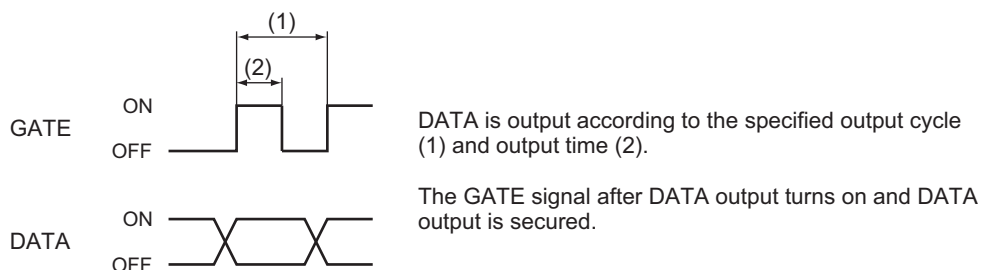 (1)
(2)
GATE
ON
OFF
DATA is output according to the specified output cycle
(1) and output time (2).
The GATE signal after DATA output turns on and DATA
output is secured.
DATA
ON
OFF